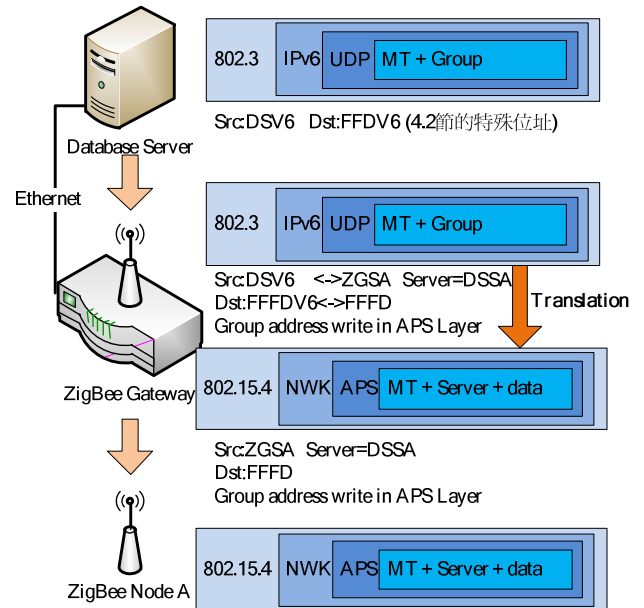 802.3 IPv6 UDP MT + Group
Src:DSV6 Dst:FFDV6 (4.2節的特殊位址)
Database Server
Ethernet
802.3 IPv6 UDP MT + Group
Src:DSV6 <->ZGSA Server=DSSA
Dst:FFFDV6<->FFFD
Group address write in APS Layer
Translation
ZigBee Gateway
802.15.4 NWK APS MT + Server + data
Src:ZGSA Server=DSSA
Dst:FFFD
Group address write in APS Layer
ZigBee Node A
802.15.4 NWK APS MT + Server + data